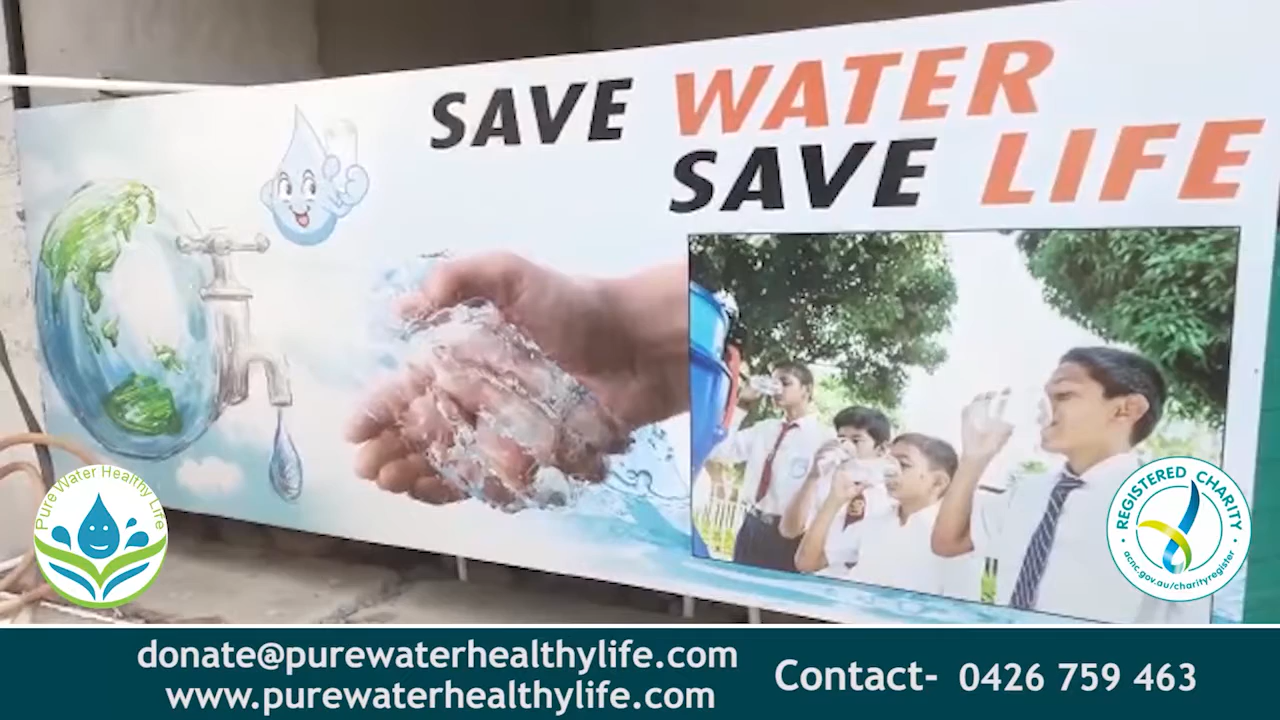 SAVE WATER
SAVE LIFE
Pure Water Healthy Life
REGISTERED CHARITY
acnc.gov.au/charityregister
donate@purewaterhealthylife.com
www.purewaterhealthylife.com
Contact- 0426 759 463